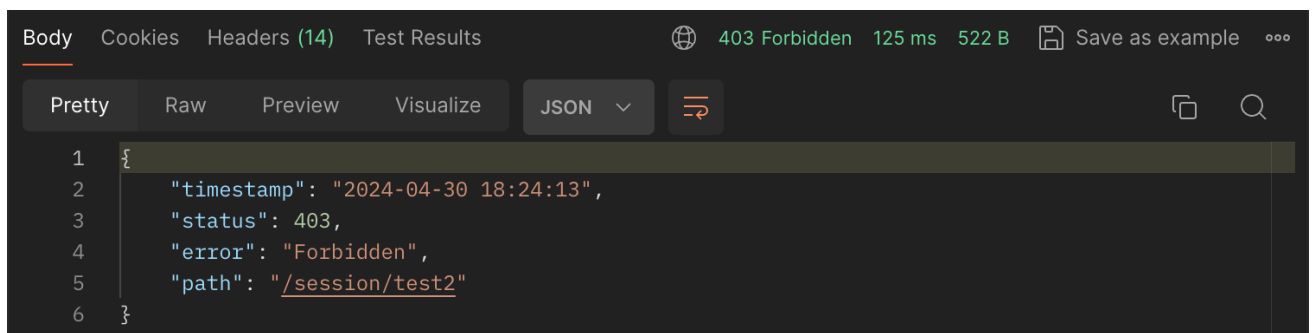 Body Cookies Headers (14) Test Results 403 Forbidden 125 ms 522 B Save as example
Pretty Raw Preview Visualize JSON
1 {
2 "timestamp": "2024-04-30 18:24:13",
3 "status": 403,
4 "error": "Forbidden",
5 "path": "/session/test2"
6 }